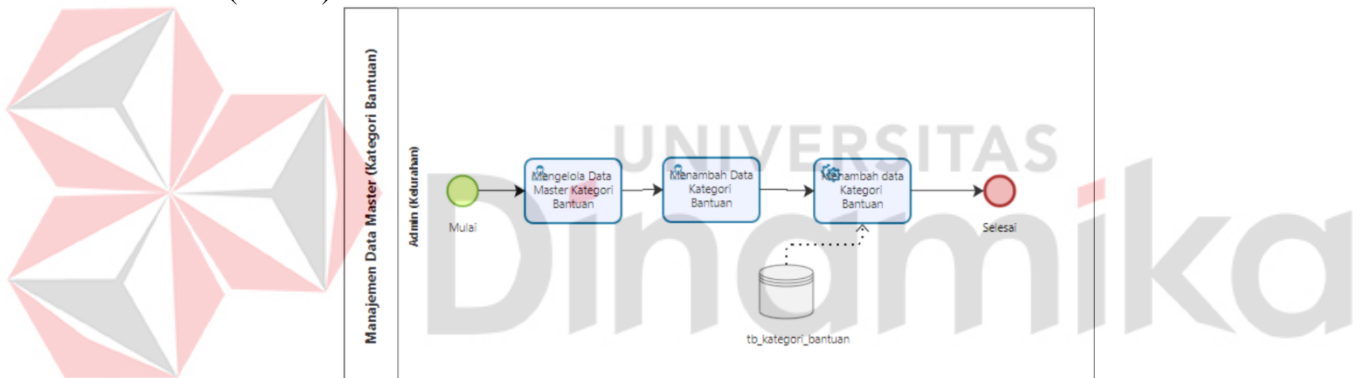 Manajemen Data Master (Kategori Bantuan)
Admin (Kelurahan)
UNIVERSITAS
Dinamika
Mulai
Mengelola Data
Master Kategori
Bantuan
Menambah Data
Kategori
Bantuan
Menambah data
Kategori
Bantuan
Selesai
tb_kategori_bantuan